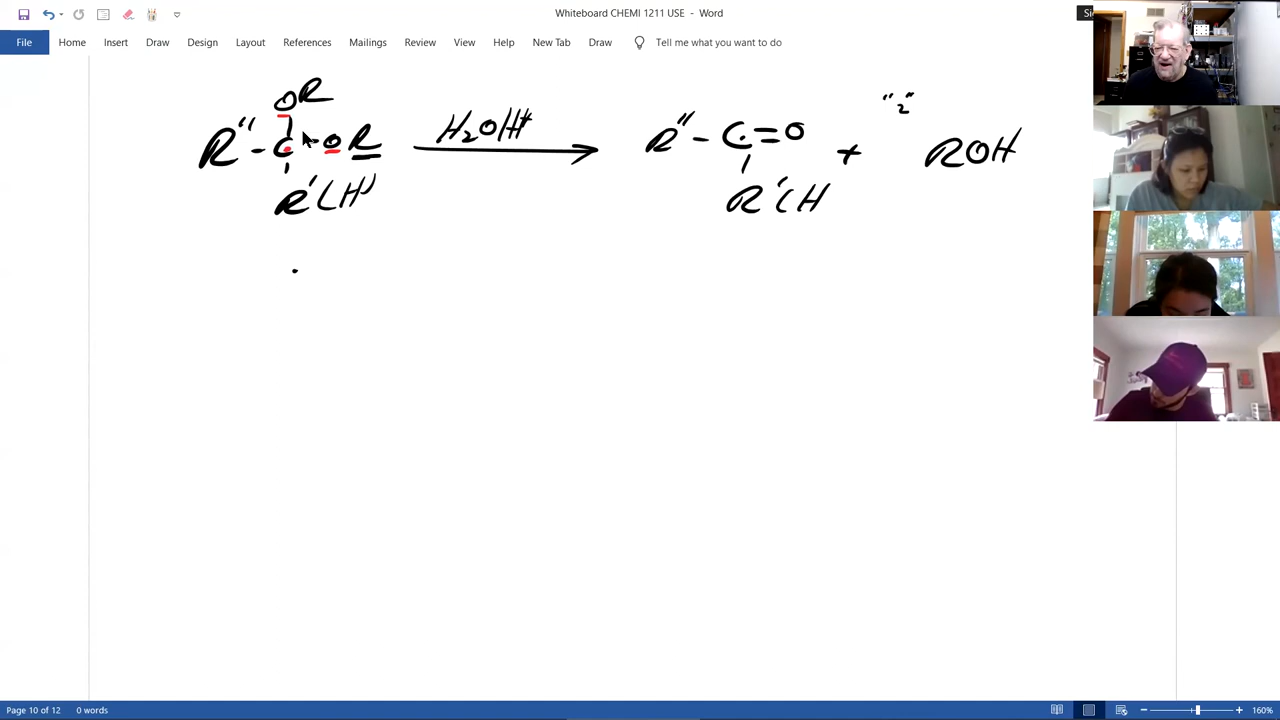 Whiteboard CHEMI 1211 USE - Word
Si
File Home Insert Draw Design Layout References Mailings Review View Help New Tab Draw Tell me what you want to do
OR
R" - C - OR H₂O/H⁺ R" - C = O + "2" ROH
R'(H) R'(H
Page 10 of 12 0 words 160%